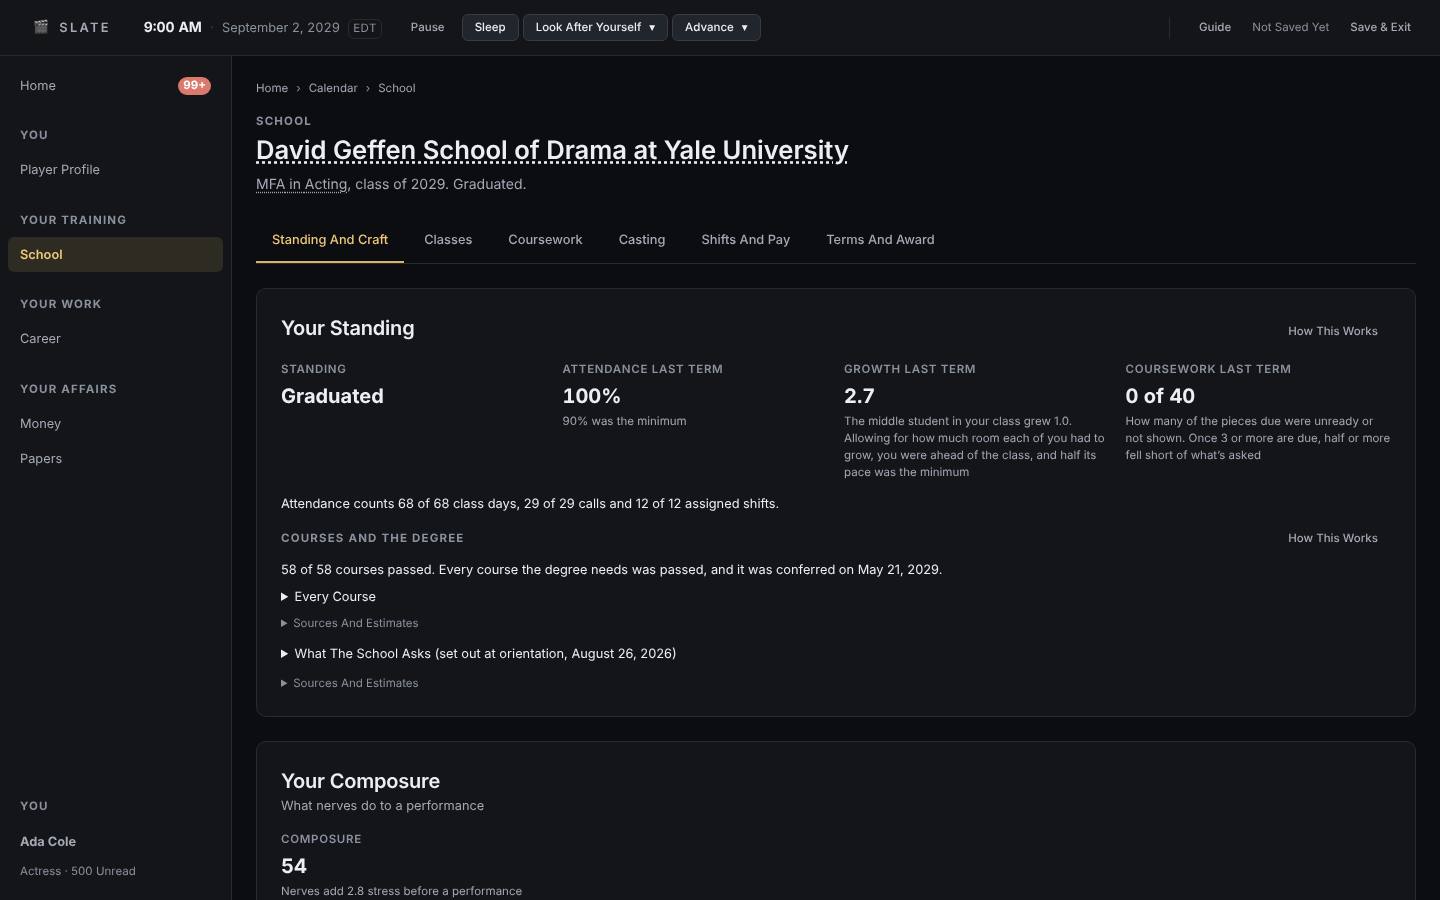 SLATE
9:00 AM · September 2, 2029 EDT
Pause
Sleep
Look After Yourself ▾
Advance ▾
Guide
Not Saved Yet
Save & Exit
Home
99+
YOU
Player Profile
YOUR TRAINING
School
YOUR WORK
Career
YOUR AFFAIRS
Money
Papers
YOU
Ada Cole
Actress · 500 Unread
Home › Calendar › School
SCHOOL
David Geffen School of Drama at Yale University
MFA in Acting, class of 2029. Graduated.
Standing And Craft
Classes
Coursework
Casting
Shifts And Pay
Terms And Award
Your Standing
How This Works
STANDING
Graduated
ATTENDANCE LAST TERM
100%
90% was the minimum
GROWTH LAST TERM
2.7
The middle student in your class grew 1.0.
Allowing for how much room each of you had to
grow, you were ahead of the class, and half its
pace was the minimum
COURSEWORK LAST TERM
0 of 40
How many of the pieces due were unready or
not shown. Once 3 or more are due, half or more
fell short of what's asked
Attendance counts 68 of 68 class days, 29 of 29 calls and 12 of 12 assigned shifts.
COURSES AND THE DEGREE
How This Works
58 of 58 courses passed. Every course the degree needs was passed, and it was conferred on May 21, 2029.
▶ Every Course
▶ Sources And Estimates
▶ What The School Asks (set out at orientation, August 26, 2026)
▶ Sources And Estimates
Your Composure
What nerves do to a performance
COMPOSURE
54
Nerves add 2.8 stress before a performance